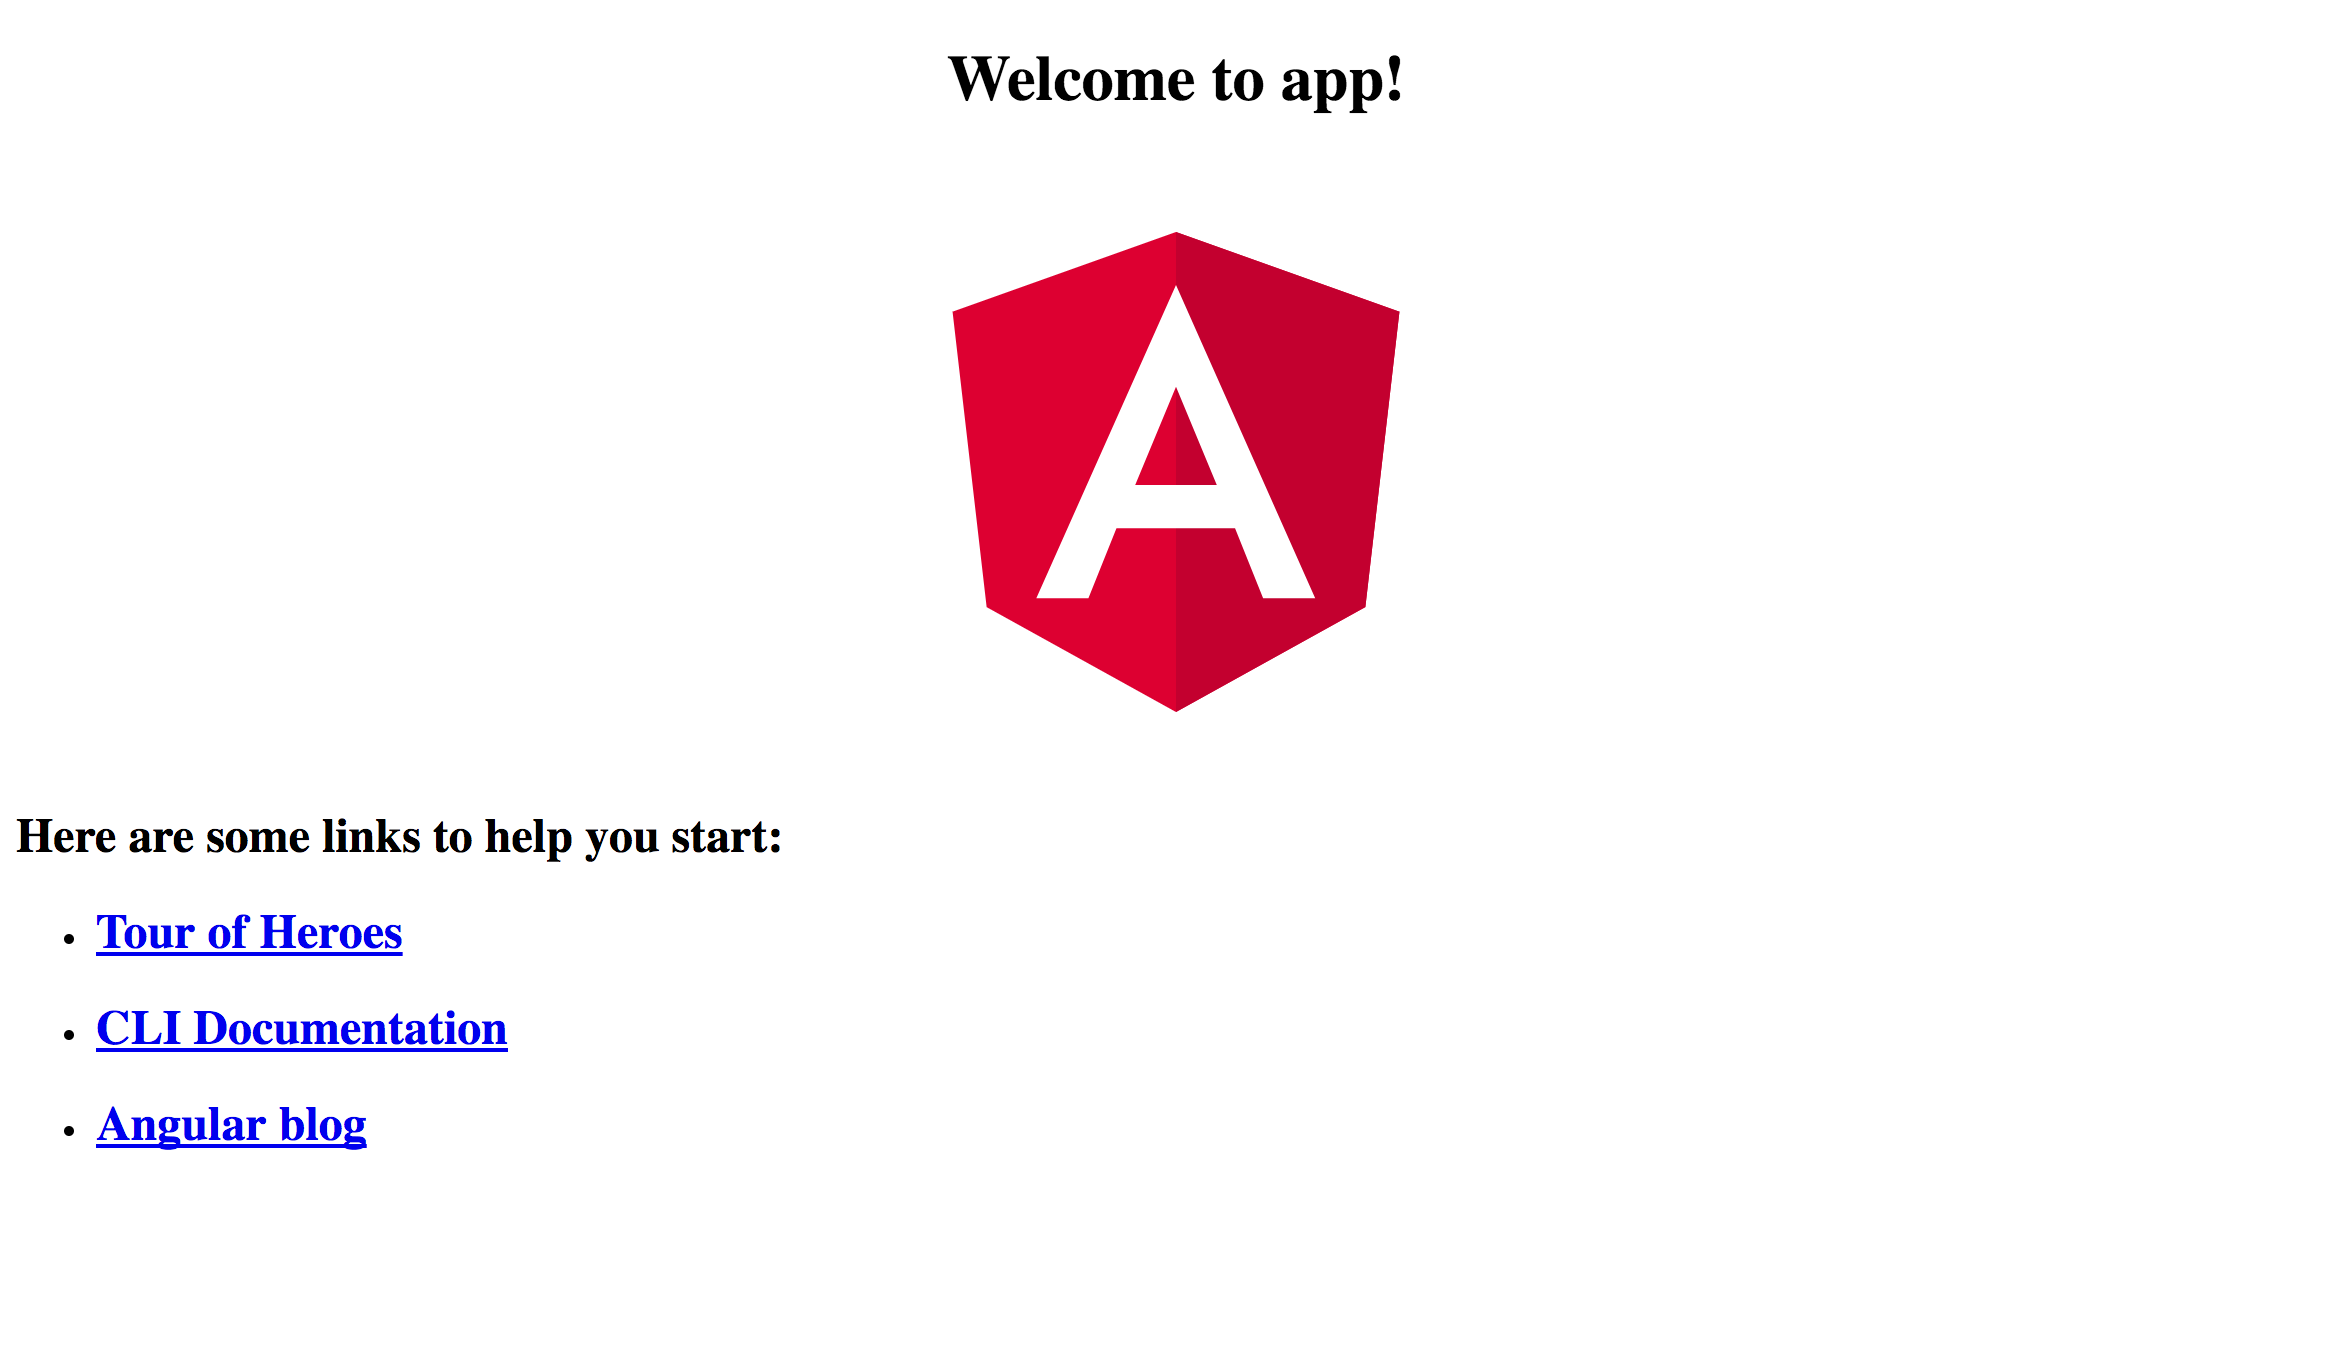 Welcome to app!
A
Here are some links to help you start:
Tour of Heroes
CLI Documentation
Angular blog